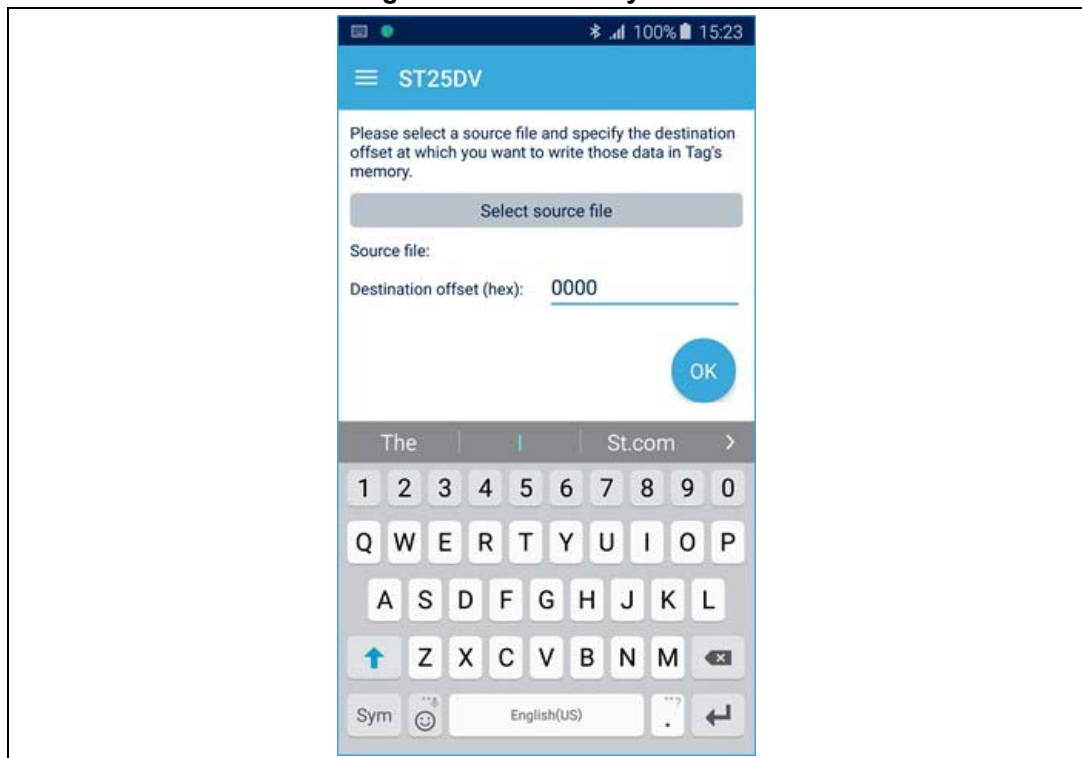 100% 15:23
ST25DV
Please select a source file and specify the destination
offset at which you want to write those data in Tag's
memory.
Select source file
Source file:
Destination offset (hex): 0000
OK
The I St.com >
1 2 3 4 5 6 7 8 9 0
Q W E R T Y U I O P
A S D F G H J K L
Z X C V B N M
Sym English(US) .